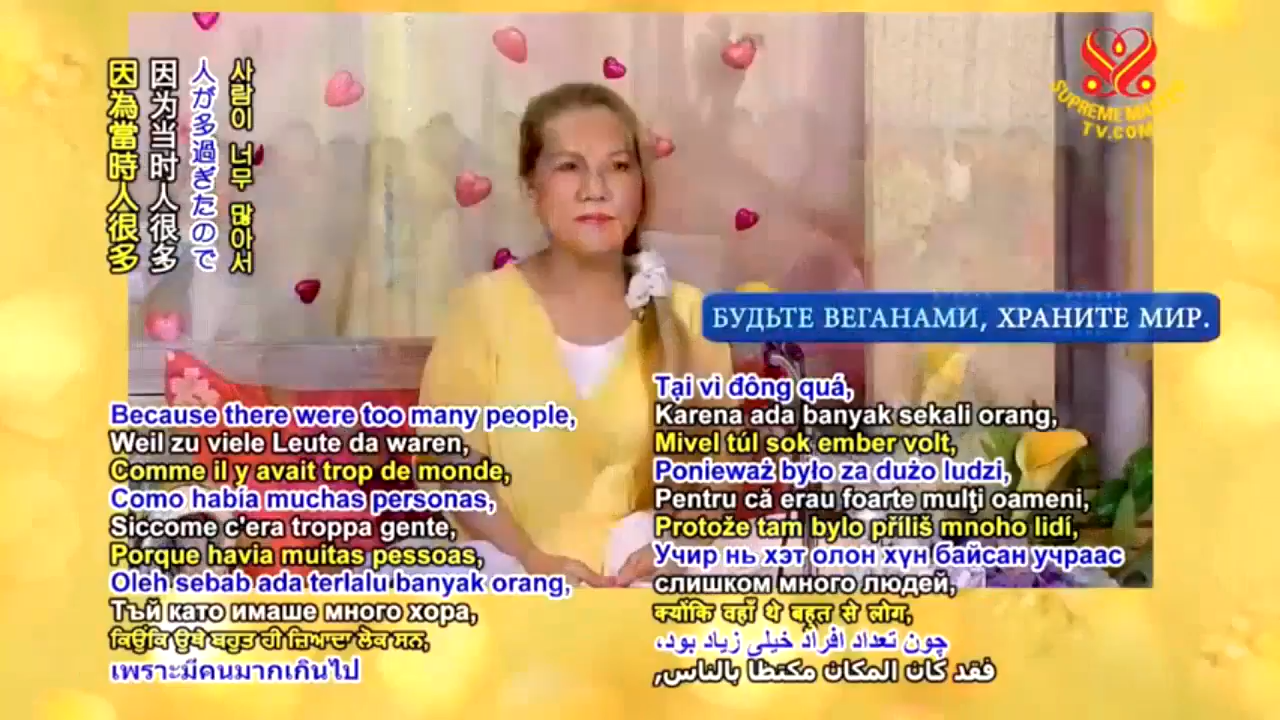 因為當時人很多
因为当时人很多
人が多過ぎたので
사람이 너무 많아서
SUPREME MASTER
TV.COM
БУДЬТЕ ВЕГАНАМИ, ХРАНИТЕ МИР.
Because there were too many people,
Weil zu viele Leute da waren,
Comme il y avait trop de monde,
Como había muchas personas,
Siccome c'era troppa gente,
Porque havia muitas pessoas,
Oleh sebab ada terlalu banyak orang,
Тъй като имаше много хора,
ਕਿਉਂਕਿ ਉਥੇ ਬਹੁਤ ਹੀ ਜ਼ਿਆਦਾ ਲੋਕ ਸਨ,
เพราะมีคนมากเกินไป
Tại vì đông quá,
Karena ada banyak sekali orang,
Mivel túl sok ember volt,
Ponieważ było za dużo ludzi,
Pentru că erau foarte mulţi oameni,
Protože tam bylo příliš mnoho lidí,
Учир нь хэт олон хүн байсан учраас
слишком много людей,
क्योंकि वहाँ थे बहुत से लोग,
چون تعداد افراد خیلی زیاد بود،
فقد كان المكان مكتظا بالناس,